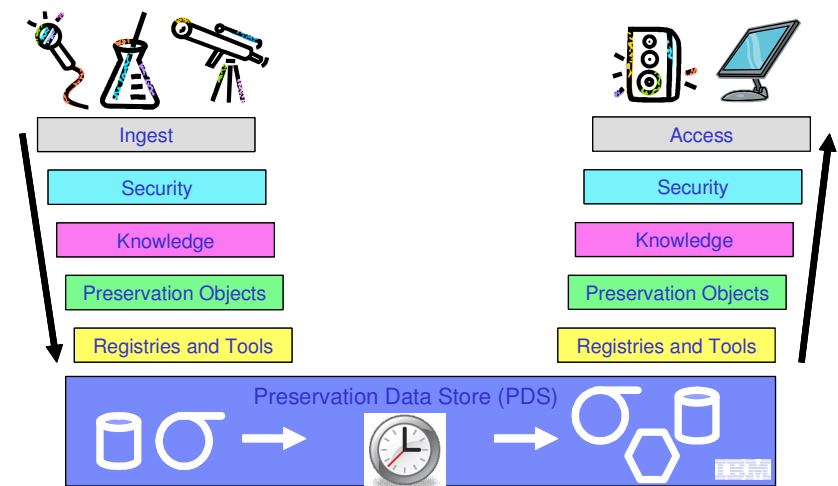 Ingest
Access
Security
Security
Knowledge
Knowledge
Preservation Objects
Preservation Objects
Registries and Tools
Registries and Tools
Preservation Data Store (PDS)
IBM